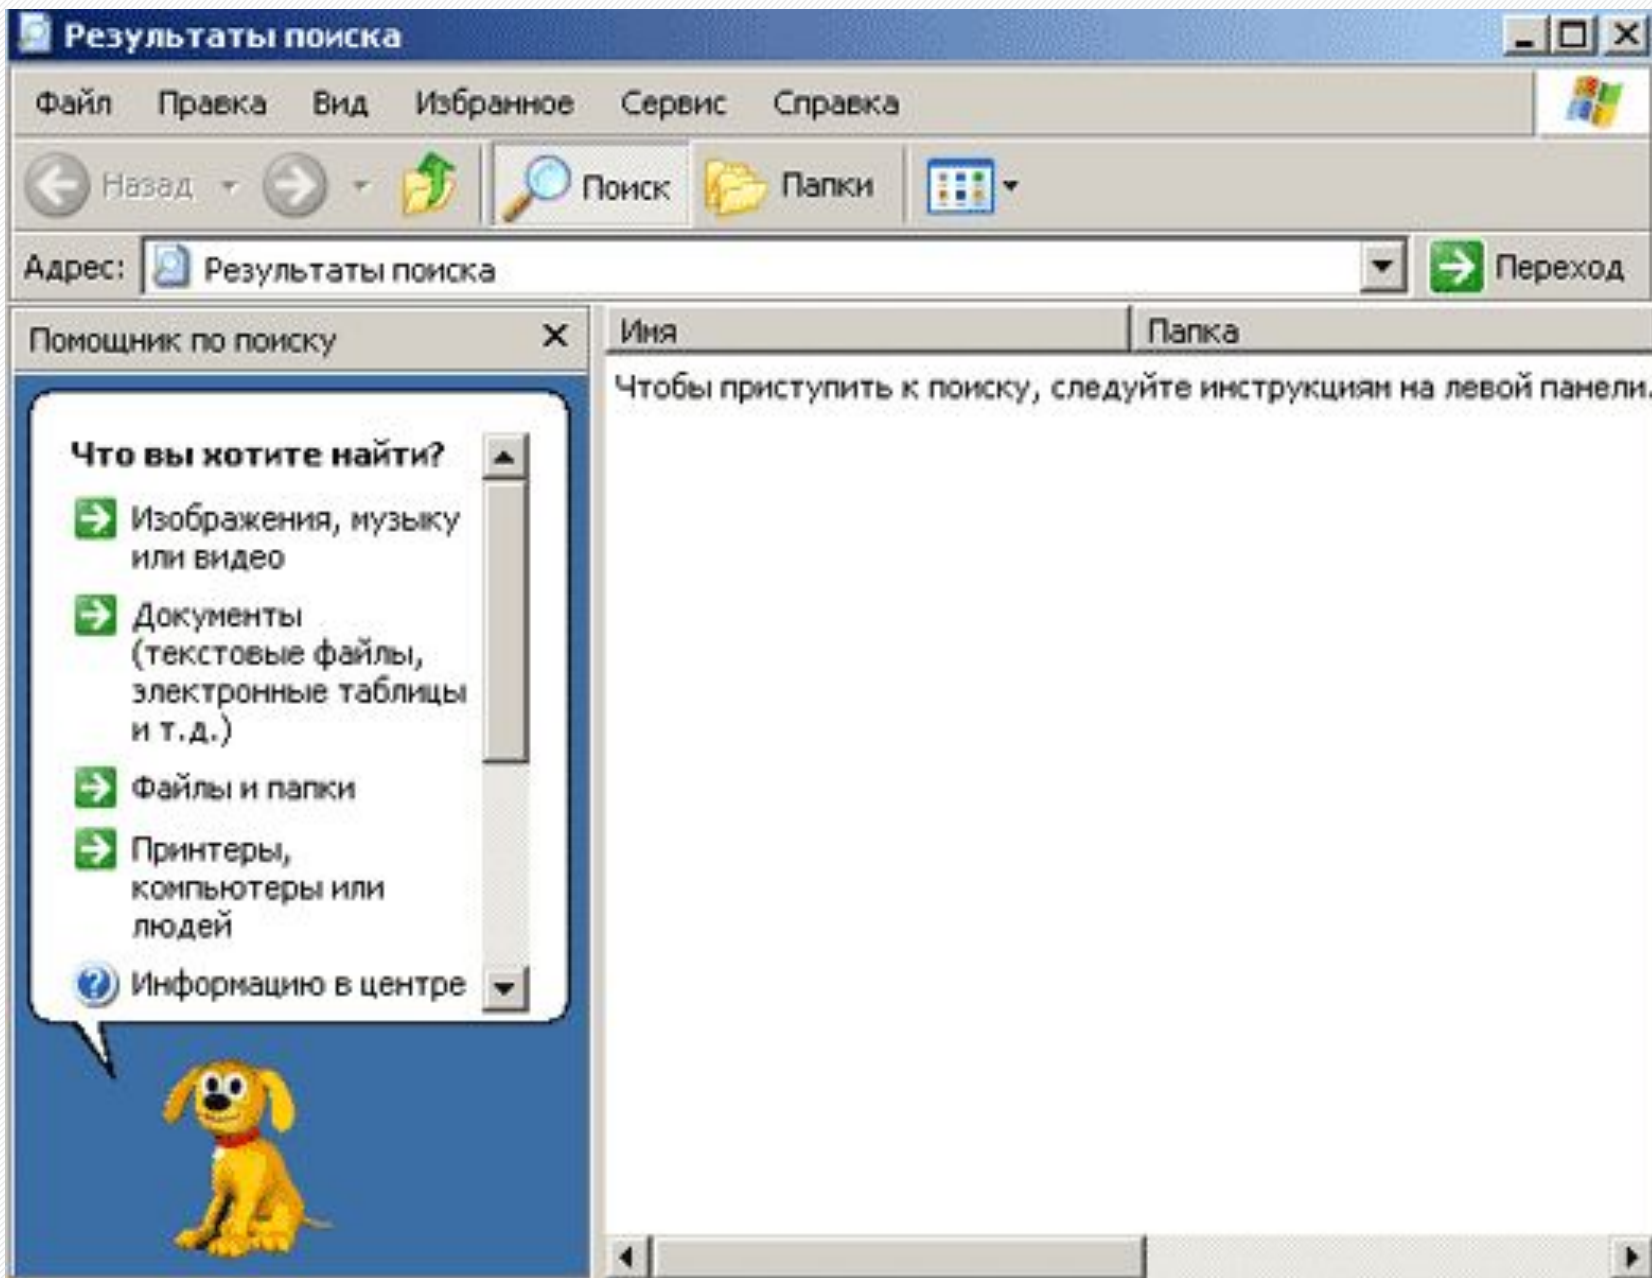 Результаты поиска
Файл Правка Вид Избранное Сервис Справка
Назад Поиск Папки
Адрес: Результаты поиска Переход
Помощник по поиску
Имя Папка
Чтобы приступить к поиску, следуйте инструкциям на левой панели.
Что вы хотите найти?
Изображения, музыку
или видео
Документы
(текстовые файлы,
электронные таблицы
и т.д.)
Файлы и папки
Принтеры,
компьютеры или
людей
Информацию в центре